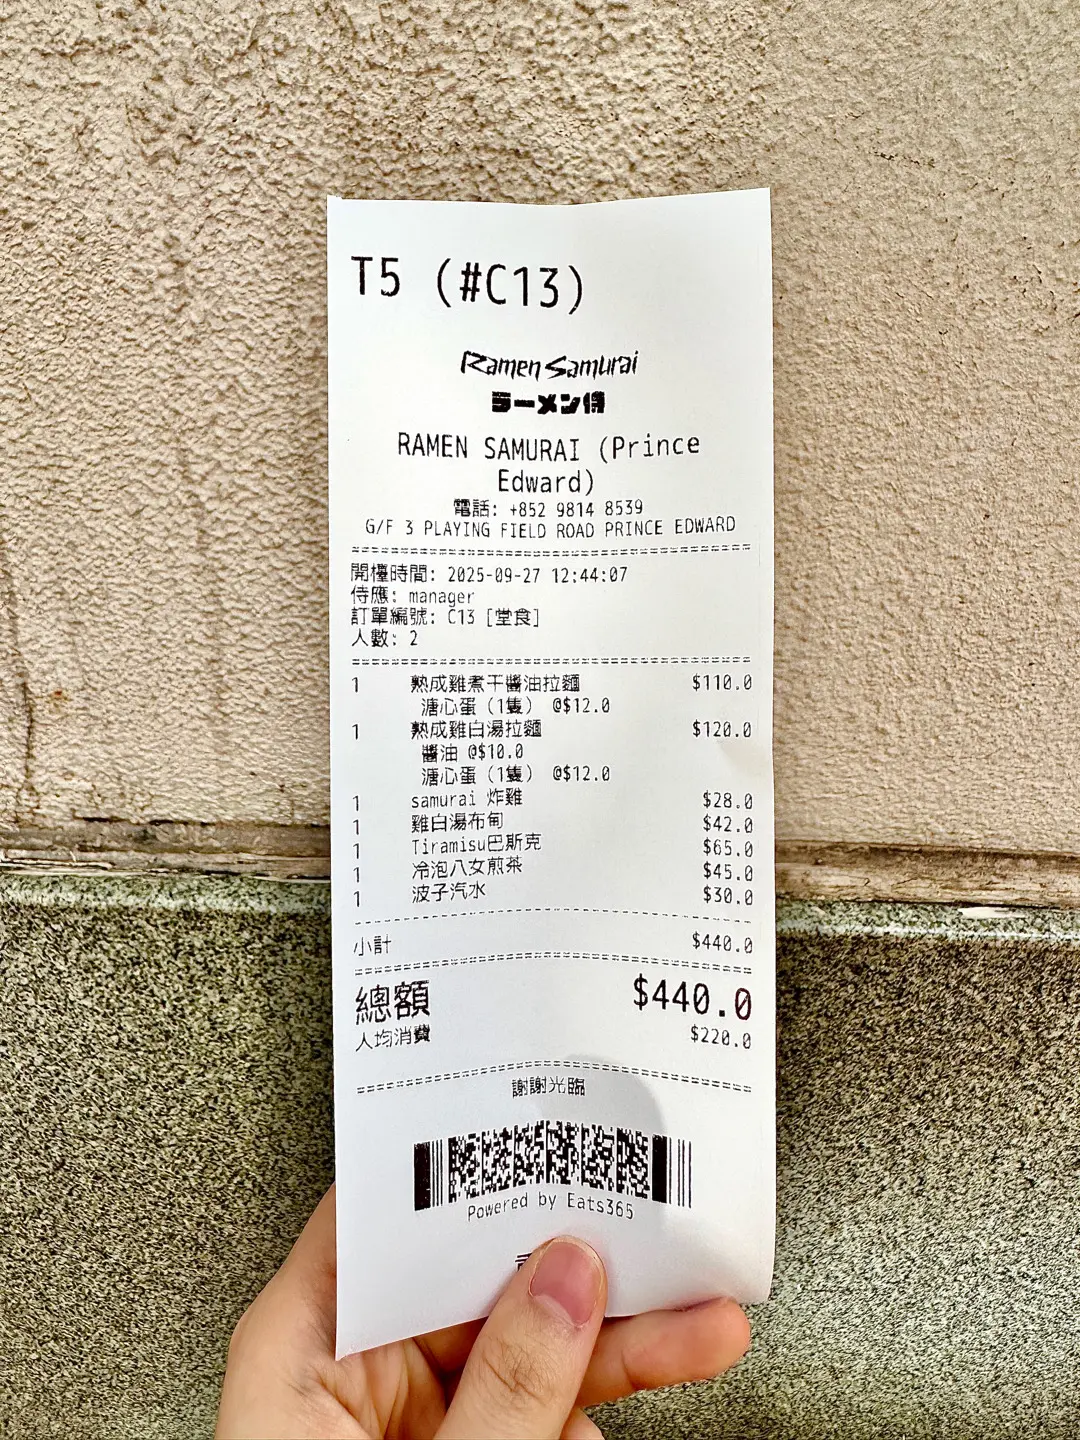 T5 (#C13)
Ramen Samurai
ラーメン侍
RAMEN SAMURAI (Prince
Edward)
電話: +852 9814 8539
G/F 3 PLAYING FIELD ROAD PRINCE EDWARD
開檯時間: 2025-09-27 12:44:07
侍應: manager
訂單編號: C13 [堂食]
人數: 2
1 熟成雞煮干醬油拉麵 $110.0
溏心蛋 (1隻) @$12.0
1 熟成雞白湯拉麵 $120.0
醬油 @$10.0
溏心蛋 (1隻) @$12.0
1 samurai 炸雞 $28.0
1 雞白湯布甸 $42.0
1 Tiramisu巴斯克 $65.0
1 冷泡八女煎茶 $45.0
1 波子汽水 $30.0
小計 $440.0
總額 $440.0
人均消費 $220.0
謝謝光臨
Powered by Eats365